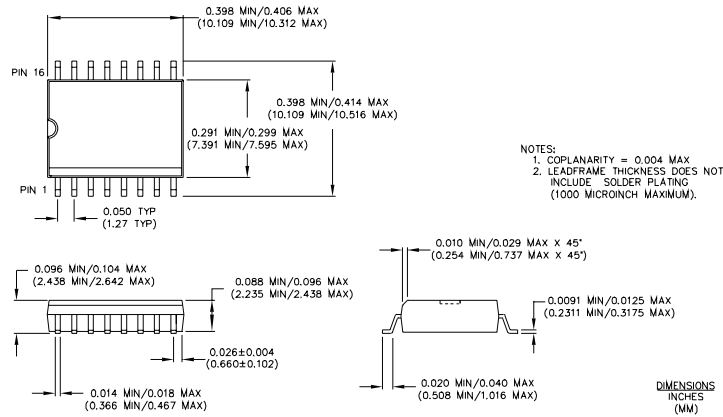 0.398 MIN/0.406 MAX
(10.109 MIN/10.312 MAX)
PIN 16
0.398 MIN/0.414 MAX
(10.109 MIN/10.516 MAX)
0.291 MIN/0.299 MAX
(7.391 MIN/7.595 MAX)
PIN 1
0.050 TYP
(1.27 TYP)
NOTES:
1. COPLANARITY = 0.004 MAX
2. LEADFRAME THICKNESS DOES NOT
INCLUDE SOLDER PLATING
(1000 MICROINCH MAXIMUM).
0.096 MIN/0.104 MAX
(2.438 MIN/2.642 MAX)
0.088 MIN/0.096 MAX
(2.235 MIN/2.438 MAX)
0.026±0.004
(0.660±0.102)
0.014 MIN/0.018 MAX
(0.366 MIN/0.467 MAX)
0.010 MIN/0.029 MAX X 45°
(0.254 MIN/0.737 MAX X 45°)
0.0091 MIN/0.0125 MAX
(0.2311 MIN/0.3175 MAX)
0.020 MIN/0.040 MAX
(0.508 MIN/1.016 MAX)
DIMENSIONS
INCHES
(MM)